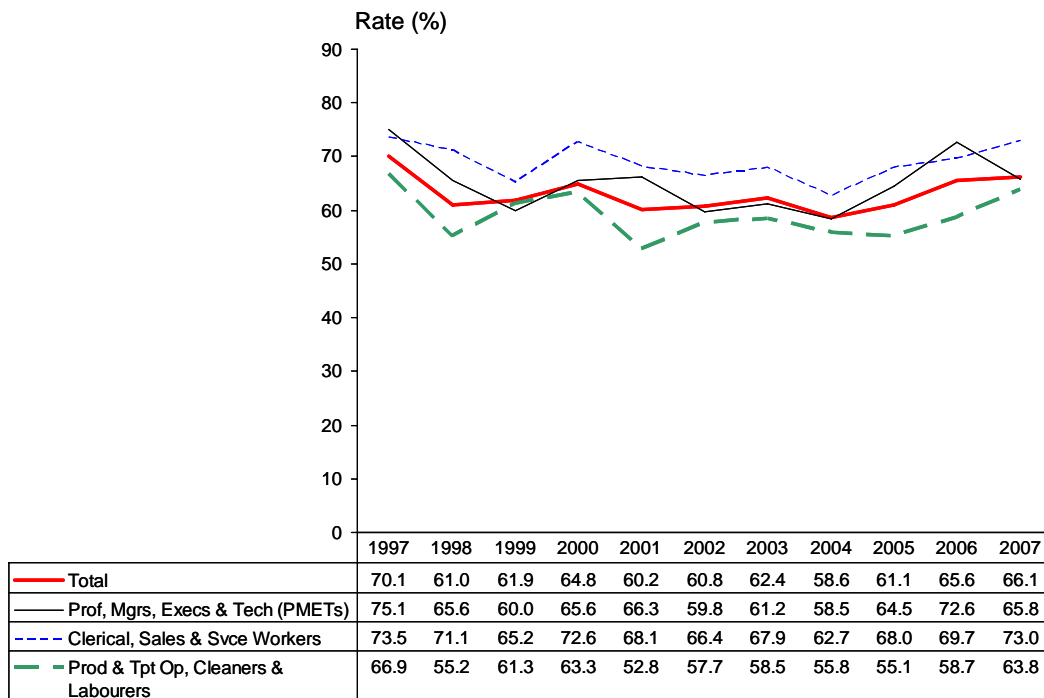 Rate (%)
90
80
70
60
50
40
30
20
10
0
1997 1998 1999 2000 2001 2002 2003 2004 2005 2006 2007
Total 70.1 61.0 61.9 64.8 60.2 60.8 62.4 58.6 61.1 65.6 66.1
Prof, Mgrs, Execs & Tech (PMETs) 75.1 65.6 60.0 65.6 66.3 59.8 61.2 58.5 64.5 72.6 65.8
Clerical, Sales & Svce Workers 73.5 71.1 65.2 72.6 68.1 66.4 67.9 62.7 68.0 69.7 73.0
Prod & Tpt Op, Cleaners & 66.9 55.2 61.3 63.3 52.8 57.7 58.5 55.8 55.1 58.7 63.8
Labourers